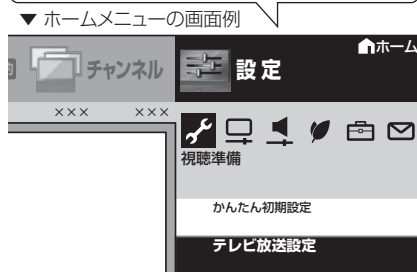 ▼ ホームメニューの画面例
チャンネル
設定
ホーム
×××
×××
視聴準備
かんたん初期設定
テレビ放送設定